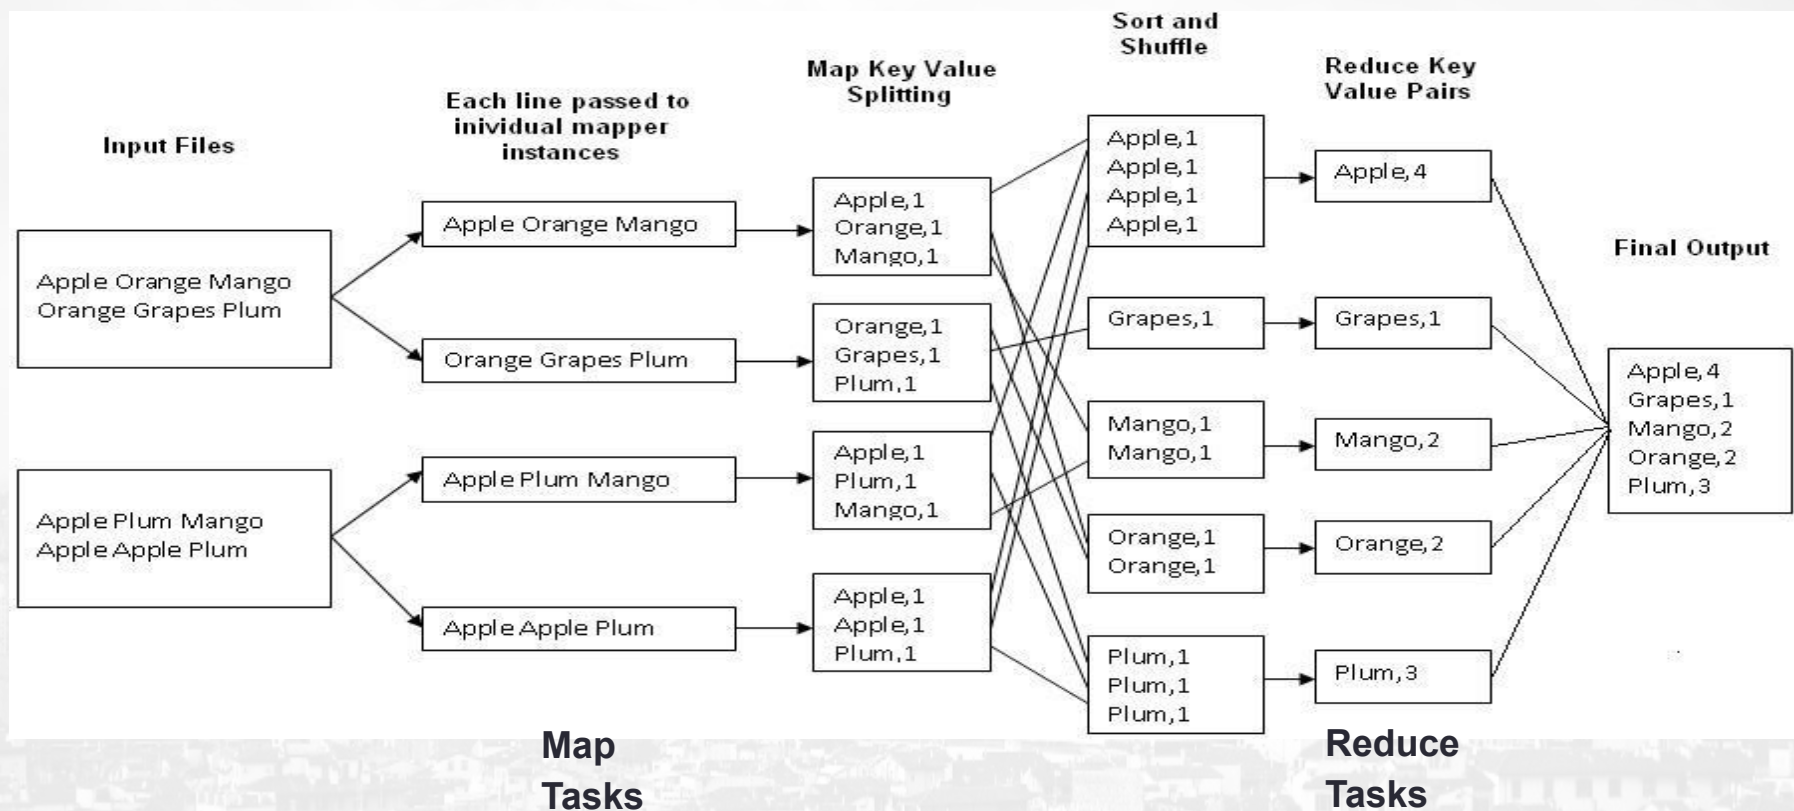 Input Files
Apple Orange Mango
Orange Grapes Plum
Apple Plum Mango
Apple Apple Plum
Each line passed to
inividual mapper
instances
Apple Orange Mango
Orange Grapes Plum
Apple Plum Mango
Apple Apple Plum
Map Key Value
Splitting
Apple,1
Orange,1
Mango,1
Orange,1
Grapes,1
Plum,1
Apple,1
Plum,1
Mango,1
Apple,1
Apple,1
Plum,1
Sort and
Shuffle
Apple,1
Apple,1
Apple,1
Apple,1
Grapes,1
Mango,1
Mango,1
Orange,1
Orange,1
Plum,1
Plum,1
Plum,1
Reduce Key
Value Pairs
Apple,4
Grapes,1
Mango,2
Orange,2
Plum,3
Final Output
Apple,4
Grapes,1
Mango,2
Orange,2
Plum,3
Map
Tasks
Reduce
Tasks